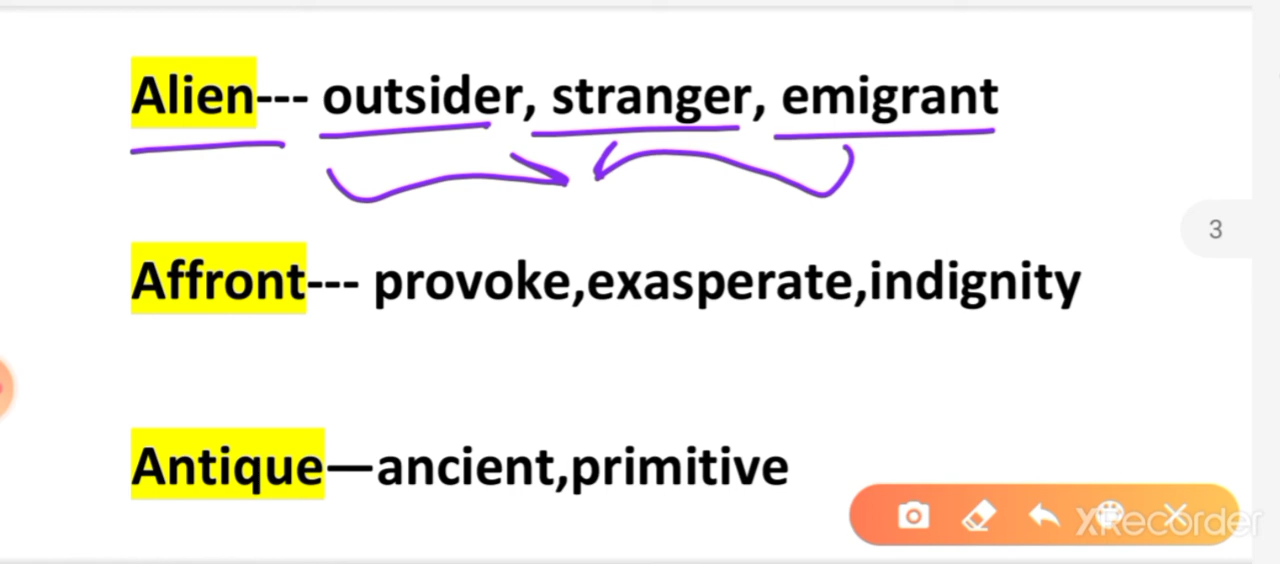 Alien--- outsider, stranger, emigrant
3
Affront--- provoke,exasperate,indignity
Antique—ancient,primitive
XRecorder